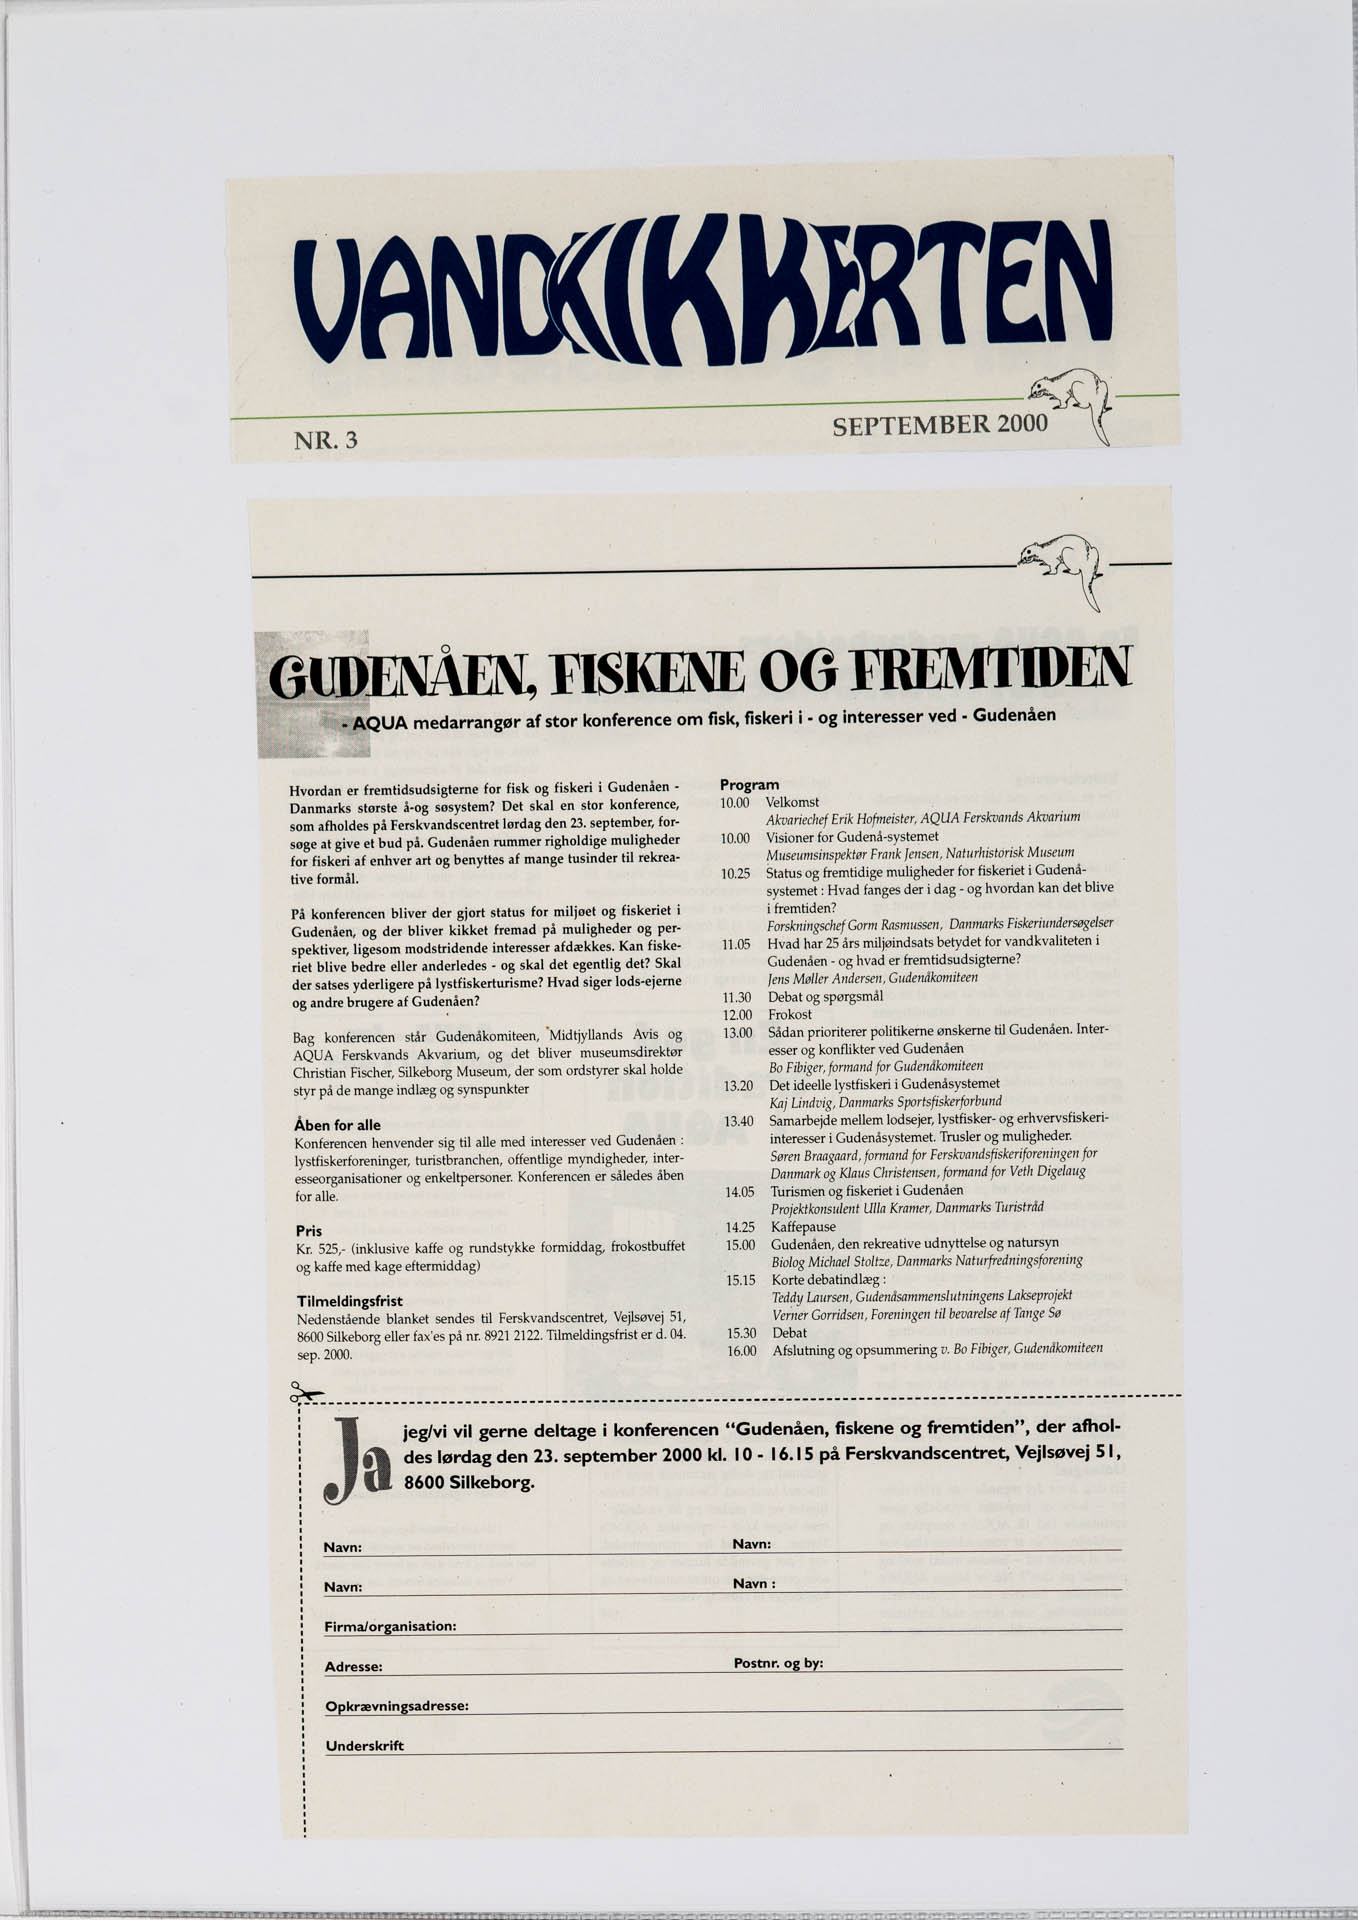 VANDKIKKERTEN
NR. 3
SEPTEMBER 2000
GUDENÅEN, FISKENE OG FREMTIDEN
- AQUA medarrangør af stor konference om fisk, fiskeri i - og interesser ved - Gudenåen
Hvordan er fremtidsudsigterne for fisk og fiskeri i Gudenåen -
Danmarks største å-og søsystem? Det skal en stor konference,
som afholdes på Ferskvandscentret lørdag den 23. september, for-
søge at give et bud på. Gudenåen rummer righoldige muligheder
for fiskeri af enhver art og benyttes af mange tusinder til rekrea-
tive formål.
På konferencen bliver der gjort status for miljøet og fiskeriet i
Gudenåen, og der bliver kikket fremad på muligheder og per-
spektiver, ligesom modstridende interesser afdækkes. Kan fiske-
riet blive bedre eller anderledes - og skal det egentlig det? Skal
der satses yderligere på lystfiskerturisme? Hvad siger lods-ejerne
og andre brugere af Gudenåen?
Bag konferencen står Gudenåkomiteen, Midtjyllands Avis og
AQUA Ferskvands Akvarium, og det bliver museumsdirektør
Christian Fischer, Silkeborg Museum, der som ordstyrer skal holde
styr på de mange indlæg og synspunkter
Åben for alle
Konferencen henvender sig til alle med interesser ved Gudenåen :
lystfiskerforeninger, turistbranchen, offentlige myndigheder, inter-
esseorganisationer og enkeltpersoner. Konferencen er således åben
for alle.
Pris
Kr. 525,- (inklusive kaffe og rundstykke formiddag, frokostbuffet
og kaffe med kage eftermiddag)
Tilmeldingsfrist
Nedenstående blanket sendes til Ferskvandscentret, Vejlsøvej 51,
8600 Silkeborg eller fax'es på nr. 8921 2122. Tilmeldingsfrist er d. 04.
sep. 2000.
Program
10.00 Velkomst
Akvariechef Erik Hofmeister, AQUA Ferskvands Akvarium
10.00 Visioner for Gudenå-systemet
Museumsinspektør Frank Jensen, Naturhistorisk Museum
10.25 Status og fremtidige muligheder for fiskeriet i Gudenå-
systemet : Hvad fanges der i dag - og hvordan kan det blive
i fremtiden?
Forskningschef Gorm Rasmussen, Danmarks Fiskeriundersøgelser
11.05 Hvad har 25 års miljøindsats betydet for vandkvaliteten i
Gudenåen - og hvad er fremtidsudsigterne?
Jens Møller Andersen, Gudenåkomiteen
11.30 Debat og spørgsmål
12.00 Frokost
13.00 Sådan prioriterer politikerne ønskerne til Gudenåen. Inter-
esser og konflikter ved Gudenåen
Bo Fibiger, formand for Gudenåkomiteen
13.20 Det ideelle lystfiskeri i Gudenåsystemet
Kaj Lindvig, Danmarks Sportsfiskerforbund
13.40 Samarbejde mellem lodsejer, lystfisker- og erhvervsfiskeri-
interesser i Gudenåsystemet. Trusler og muligheder.
Søren Braagaard, formand for Ferskvandsfiskeriforeningen for
Danmark og Klaus Christensen, formand for Veth Digelaug
14.05 Turismen og fiskeriet i Gudenåen
Projektkonsulent Ulla Kramer, Danmarks Turistråd
14.25 Kaffepause
15.00 Gudenåen, den rekreative udnyttelse og natursyn
Biolog Michael Stoltze, Danmarks Naturfredningsforening
15.15 Korte debatindlæg :
Teddy Laursen, Gudenåsammenslutningens Lakseprojekt
Verner Gorridsen, Foreningen til bevarelse af Tange Sø
15.30 Debat
16.00 Afslutning og opsummering v. Bo Fibiger, Gudenåkomiteen
Ja jeg/vi vil gerne deltage i konferencen "Gudenåen, fiskene og fremtiden", der afhol-
des lørdag den 23. september 2000 kl. 10 - 16.15 på Ferskvandscentret, Vejlsøvej 51,
8600 Silkeborg.
Navn: Navn:
Navn: Navn :
Firma/organisation:
Adresse: Postnr. og by:
Opkrævningsadresse:
Underskrift